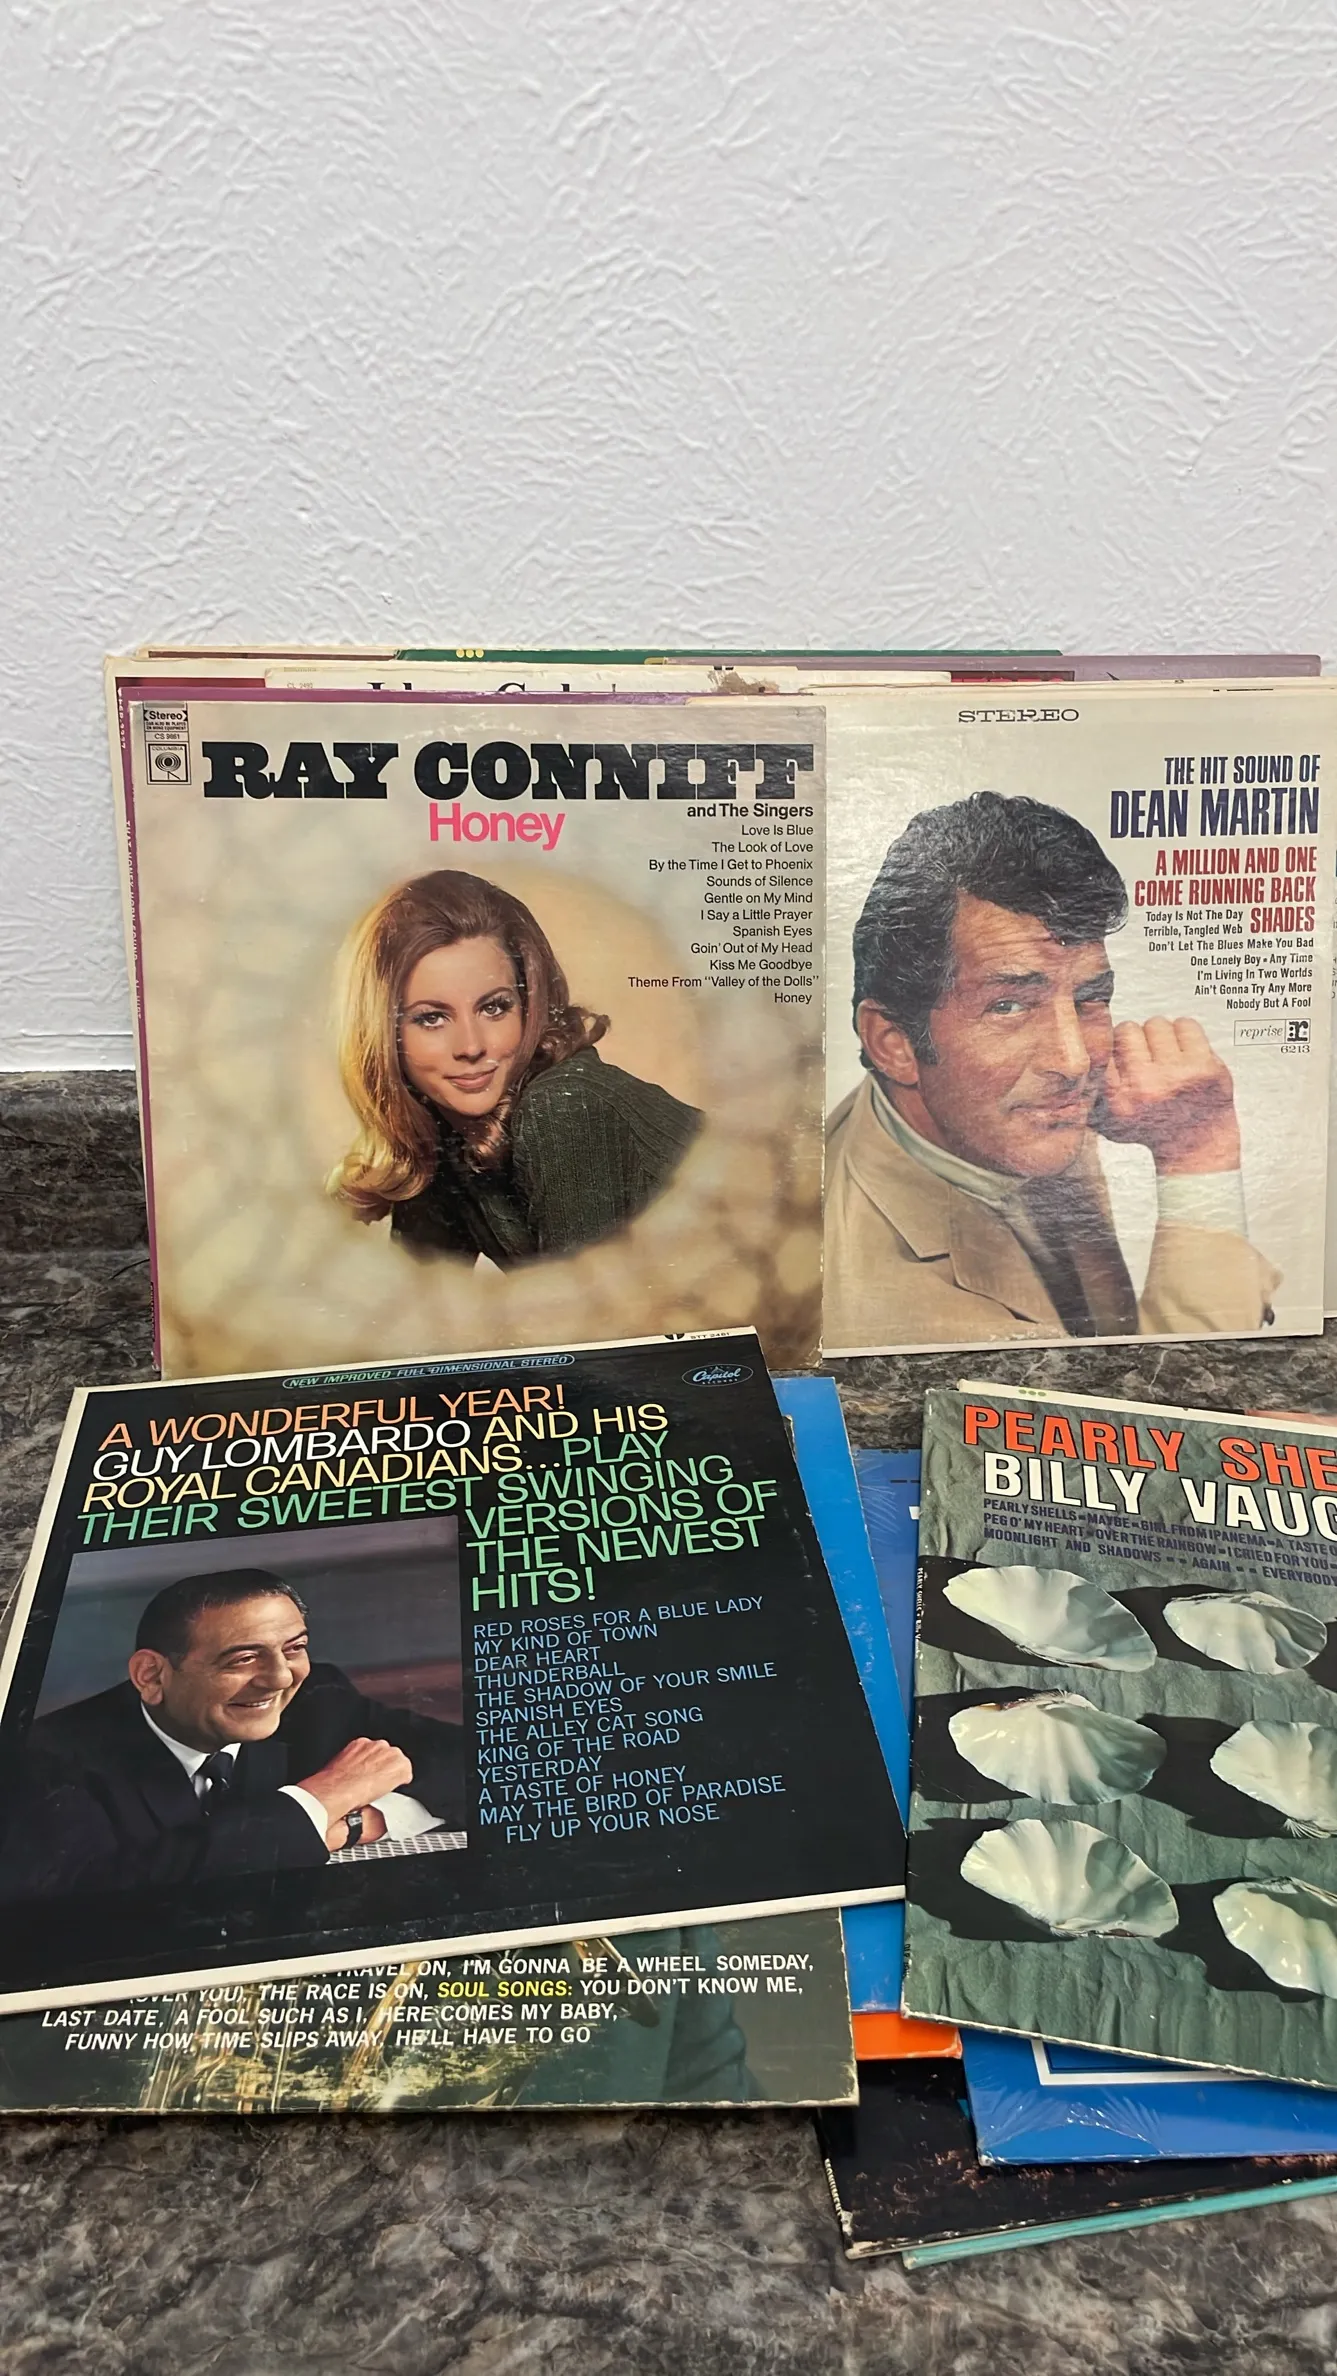 Stereo
CS 9661
COLUMBIA
RAY CONNIFF
Honey
and The Singers
Love Is Blue
The Look of Love
By the Time I Get to Phoenix
Sounds of Silence
Gentle on My Mind
I Say a Little Prayer
Spanish Eyes
Goin' Out of My Head
Kiss Me Goodbye
Theme From "Valley of the Dolls"
Honey
STEREO
THE HIT SOUND OF
DEAN MARTIN
A MILLION AND ONE
COME RUNNING BACK
SHADES
Today Is Not The Day
Terrible, Tangled Web
Don't Let The Blues Make You Bad
One Lonely Boy • Any Time
I'm Living In Two Worlds
Ain't Gonna Try Any More
Nobody But A Fool
reprise r:
6213
STT 2481
NEW IMPROVED FULL DIMENSIONAL STEREO
Capitol
RECORDS
A WONDERFUL YEAR!
GUY LOMBARDO AND HIS
ROYAL CANADIANS...PLAY
THEIR SWEETEST SWINGING
VERSIONS OF
THE NEWEST
HITS!
RED ROSES FOR A BLUE LADY
MY KIND OF TOWN
DEAR HEART
THUNDERBALL
THE SHADOW OF YOUR SMILE
SPANISH EYES
THE ALLEY CAT SONG
KING OF THE ROAD
YESTERDAY
A TASTE OF HONEY
MAY THE BIRD OF PARADISE
FLY UP YOUR NOSE
TRAVEL ON, I'M GONNA BE A WHEEL SOMEDAY,
(OVER YOU), THE RACE IS ON, SOUL SONGS: YOU DON'T KNOW ME,
LAST DATE, A FOOL SUCH AS I, HERE COMES MY BABY,
FUNNY HOW TIME SLIPS AWAY, HE'LL HAVE TO GO
PEARLY SHE
BILLY VAUG
PEARLY SHELLS • MAYBE • GIRL FROM IPANEMA • A TASTE O
PEG O' MY HEART • OVER THE RAINBOW • I CRIED FOR YOU •
MOONLIGHT AND SHADOWS • • AGAIN • • EVERYBODY